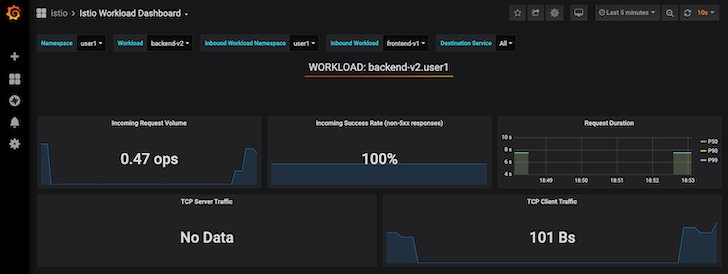 istio > Istio Workload Dashboard
Last 5 minutes
10s
Namespace user1 Workload backend-v2 Inbound Workload Namespace user1 Inbound Workload frontend-v1 Destination Service All
WORKLOAD: backend-v2.user1
Incoming Request Volume
0.47 ops
Incoming Success Rate (non-5xx responses)
100%
Request Duration
10 s
8 s
6 s
4 s
18:49 18:50 18:51 18:52 18:53
P50
P90
P99
TCP Server Traffic
No Data
TCP Client Traffic
101 Bs